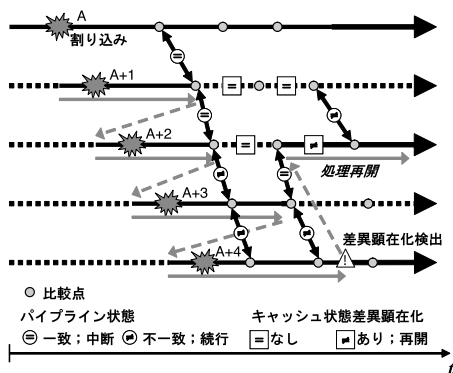 A
割り込み
=
A+1
= =
A+2
= ≠
= ≠
≠ =
処理再開
A+3
≠ ≠
差異顕在化検出
!
A+4
比較点
パイプライン状態 キャッシュ状態差異顕在化
= 一致；中断 ≠ 不一致；続行 = なし ≠ あり；再開
t